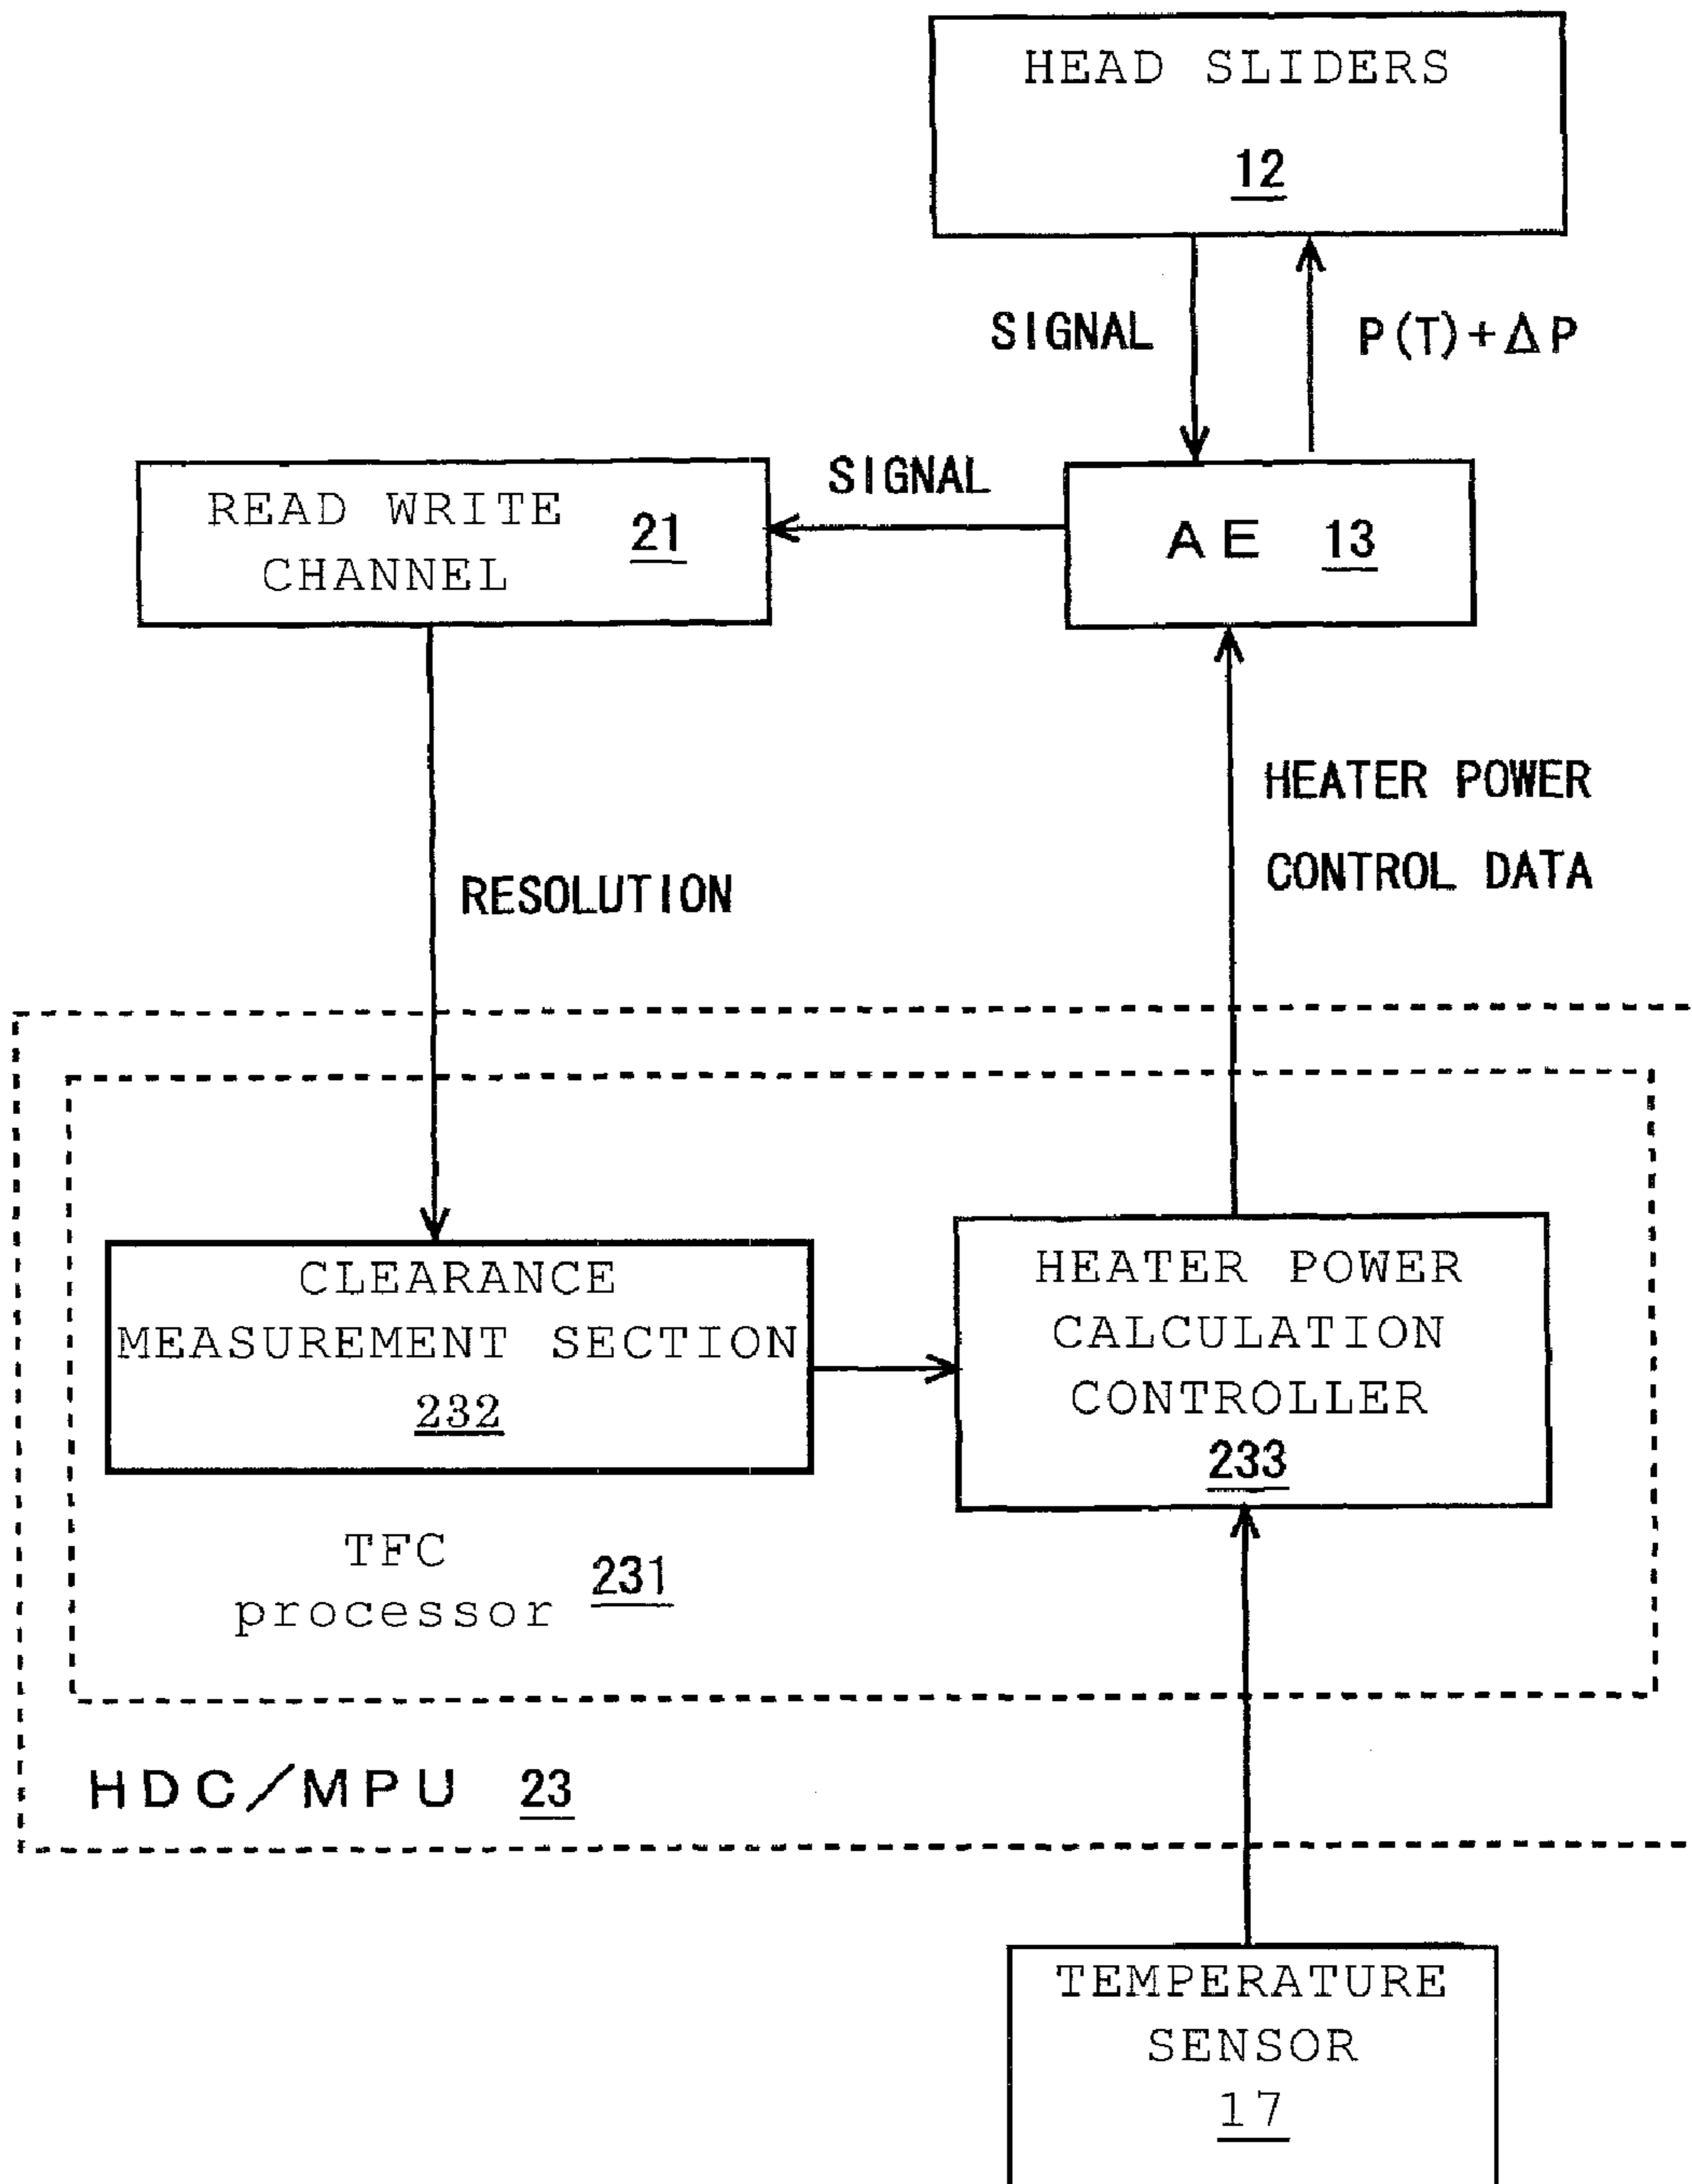 HEAD SLIDERS
12
SIGNAL
P(T)+ΔP
SIGNAL
READ WRITE
CHANNEL
21
AE 13
HEATER POWER
CONTROL DATA
RESOLUTION
CLEARANCE
MEASUREMENT SECTION
232
HEATER POWER
CALCULATION
CONTROLLER
233
TFC
processor
231
HDC/MPU 23
TEMPERATURE
SENSOR
17